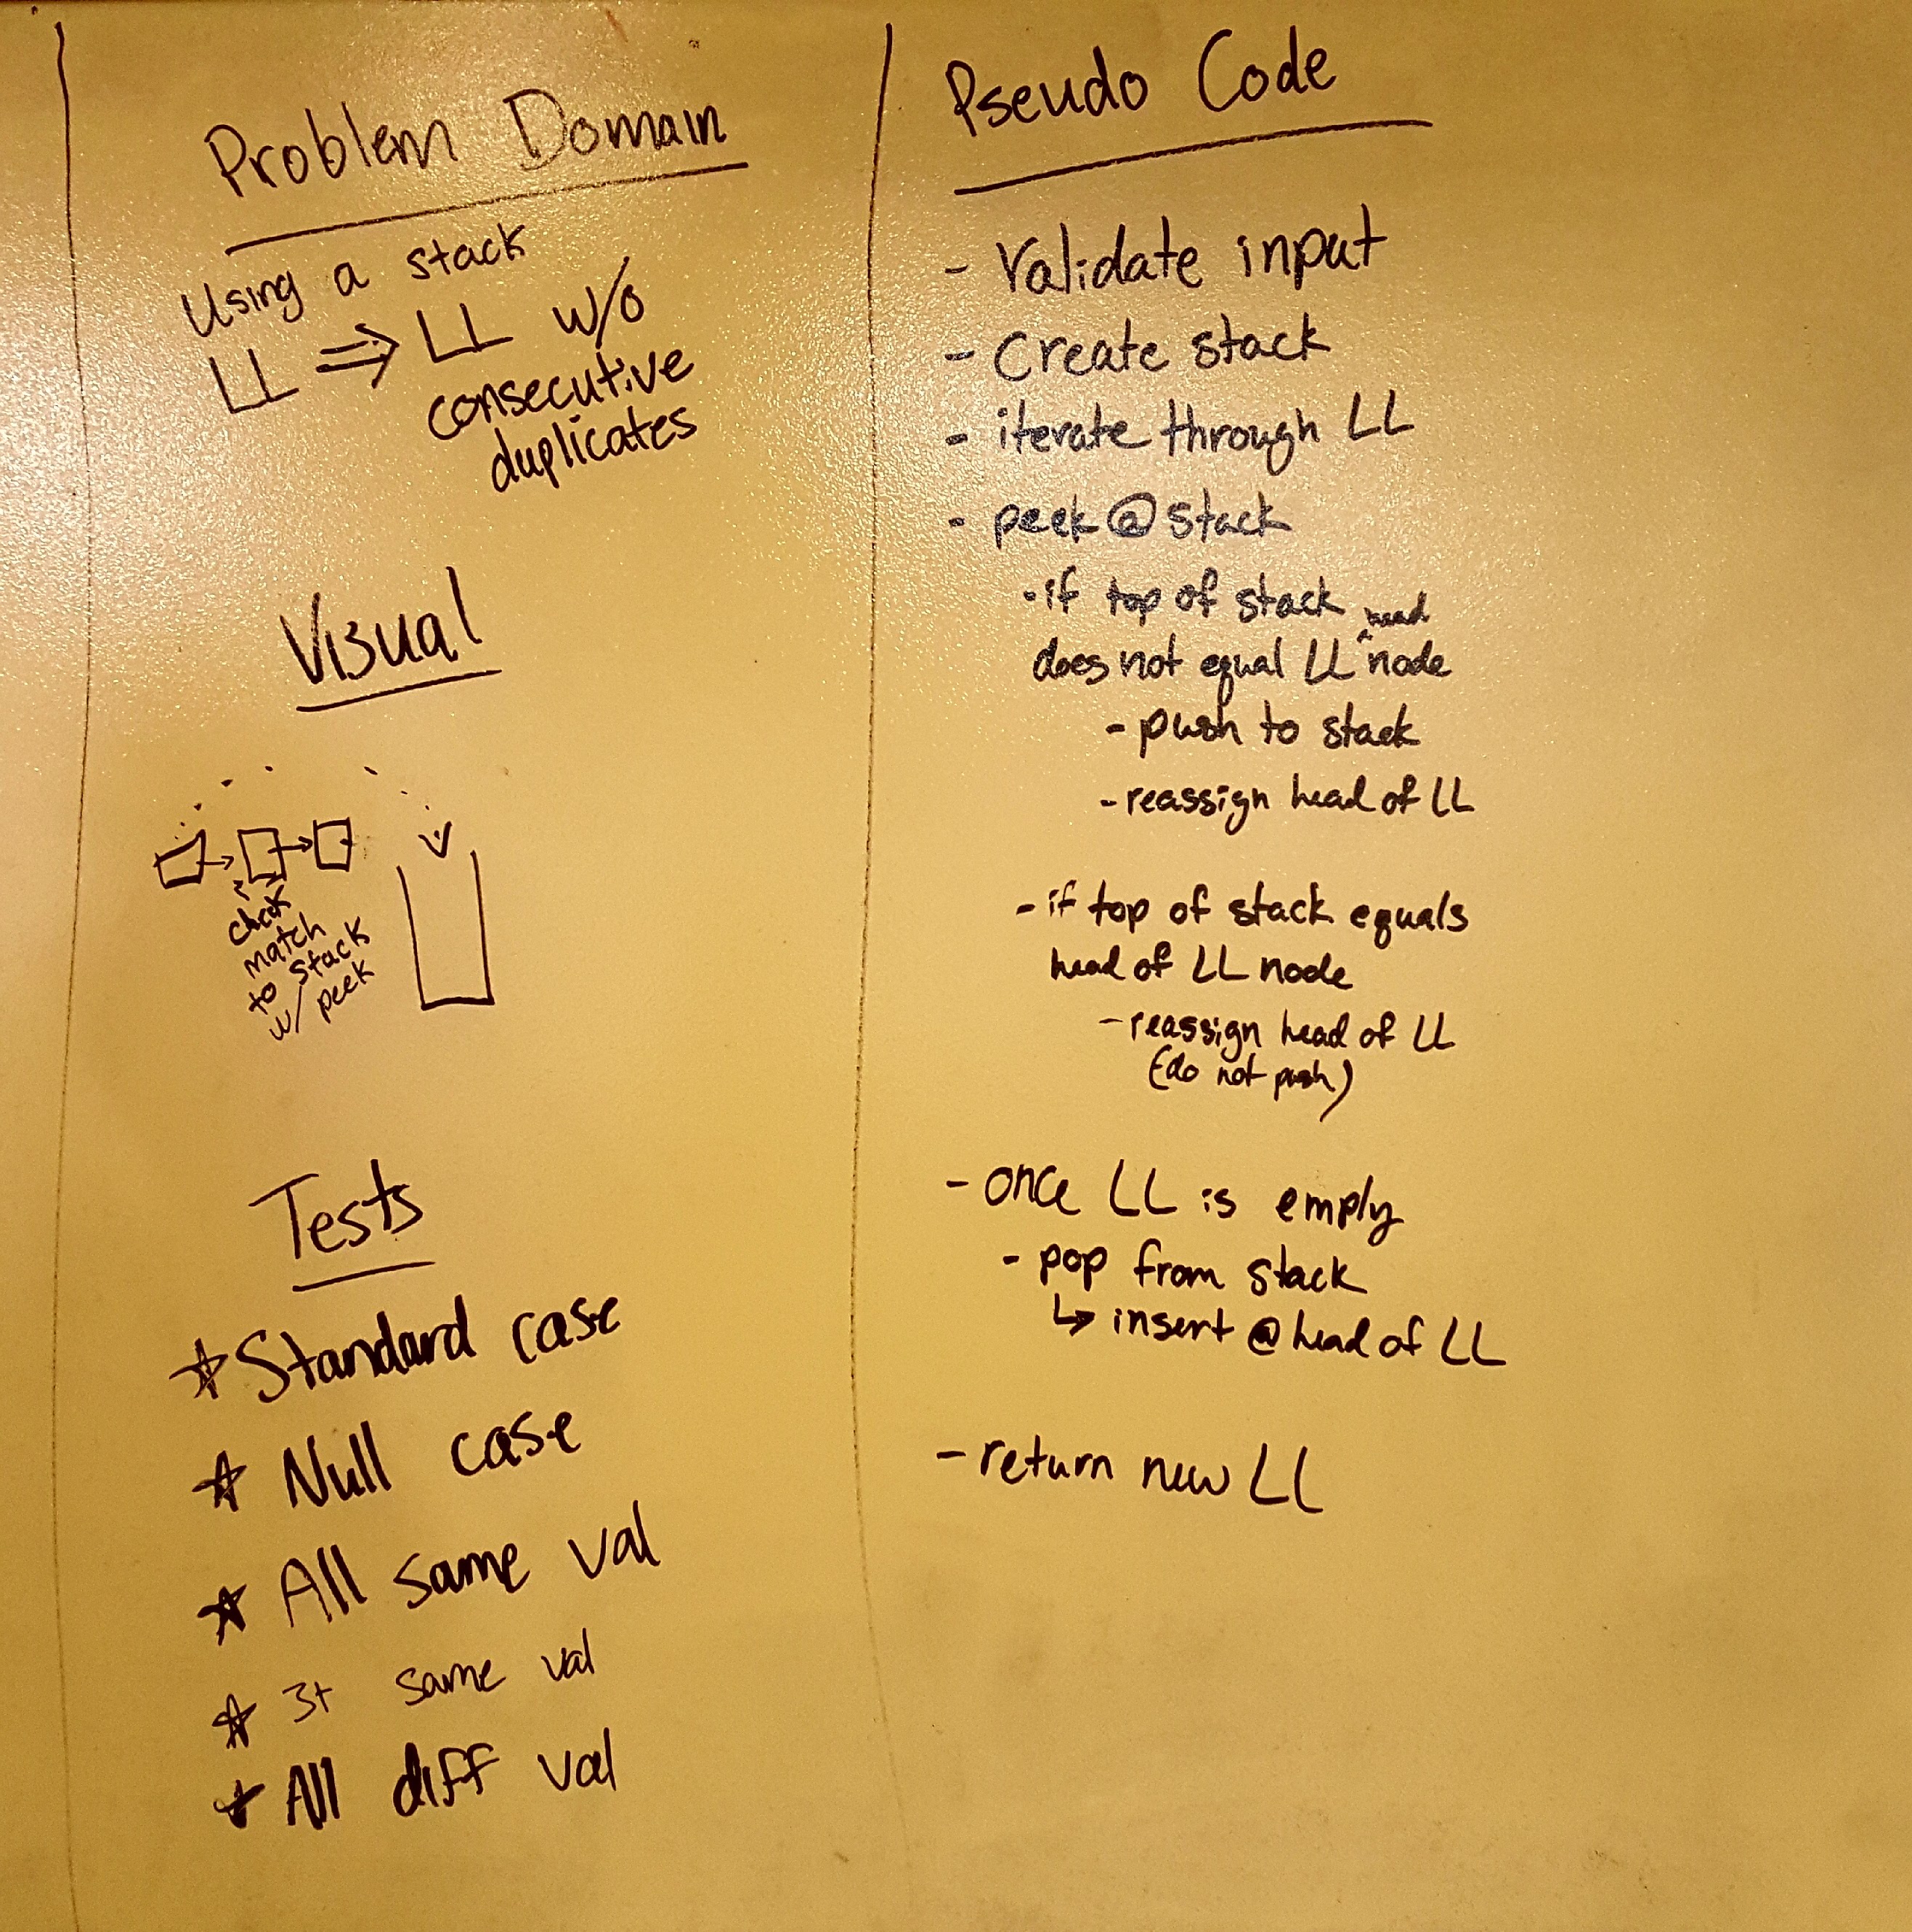 Problem Domain
Using a stack
LL ⇒ LL w/o
consecutive
duplicates
Visual
check
match
to stack
w/ peek
Tests
☆ Standard case
☆ Null case
☆ All same val
☆ 3+ same val
☆ All diff val
Pseudo Code
- Validate input
- Create stack
- iterate through LL
- peek @ stack
- if top of stack
head
does not equal LL ^ node
- push to stack
- reassign head of LL
- if top of stack equals
head of LL node
- reassign head of LL
(do not push)
- once LL is emply
- pop from stack
↳ insert @ head of LL
- return new LL